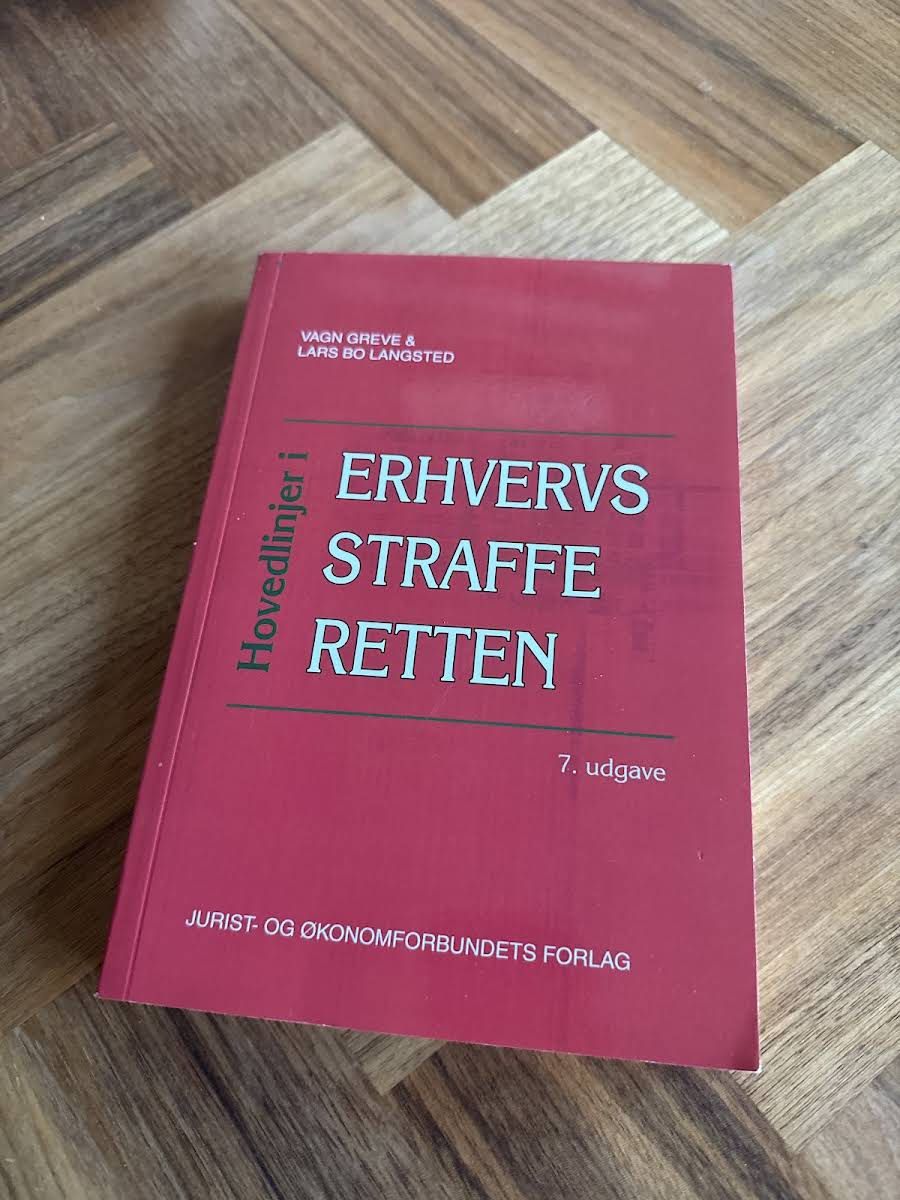 VAGN GREVE &
LARS BO LANGSTED
Hovedlinjer i
ERHVERVS
STRAFFE
RETTEN
7. udgave
JURIST- OG ØKONOMFORBUNDETS FORLAG